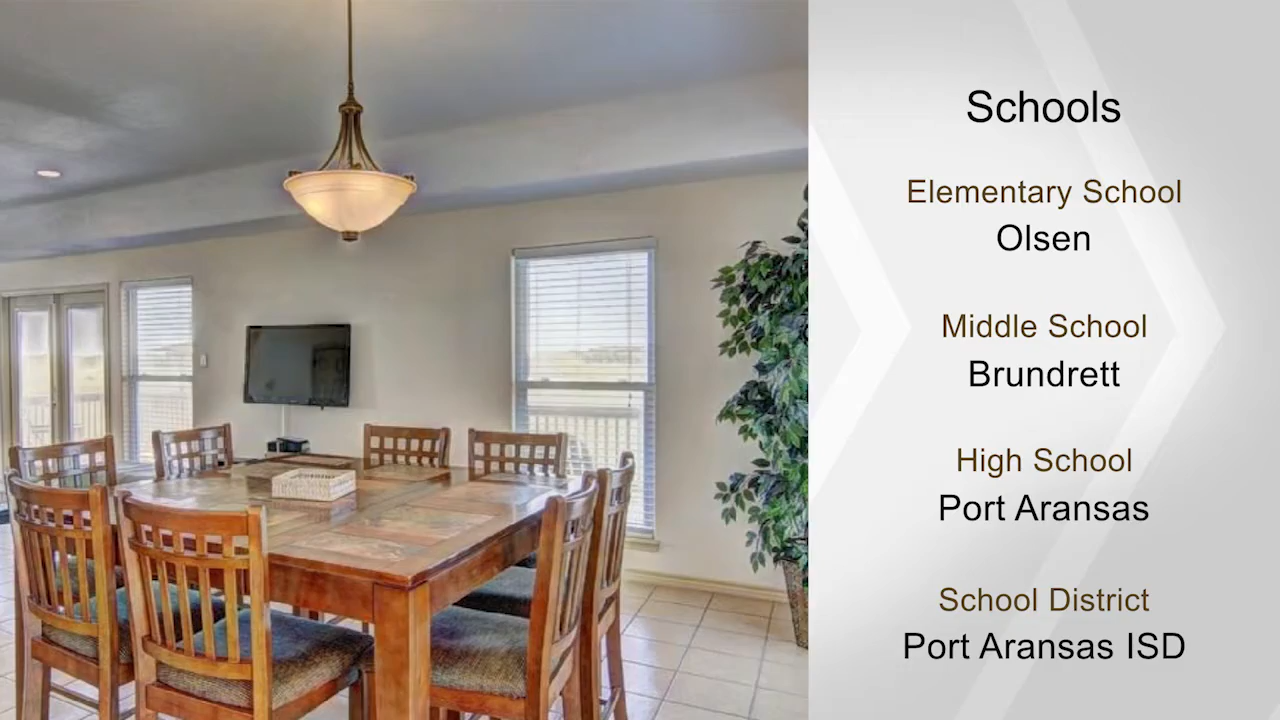 Schools
Elementary School
Olsen
Middle School
Brundrett
High School
Port Aransas
School District
Port Aransas ISD